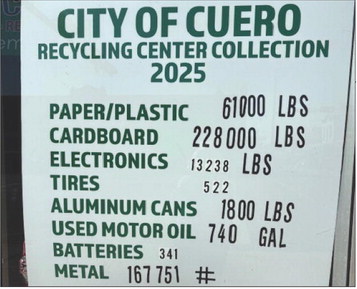 CITY OF CUERO
RECYCLING CENTER COLLECTION
2025
PAPER/PLASTIC 61000 LBS
CARDBOARD 228000 LBS
ELECTRONICS 13238 LBS
TIRES 522
ALUMINUM CANS 1800 LBS
USED MOTOR OIL 740 GAL
BATTERIES 341
METAL 167751 #